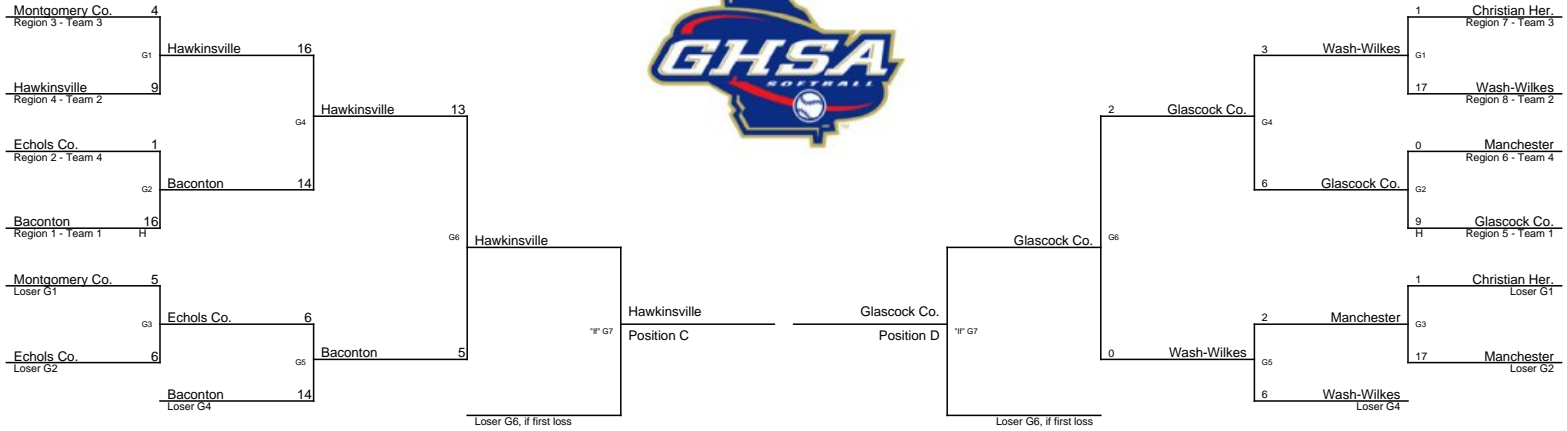 Montgomery Co. 4
Region 3 - Team 3
G1
Hawkinsville 16
Hawkinsville 9
Region 4 - Team 2
G4
Hawkinsville 13
Echols Co. 1
Region 2 - Team 4
G2
Baconton 14
Baconton 16
Region 1 - Team 1 H
G6
Hawkinsville
Montgomery Co. 5
Loser G1
G3
Echols Co. 6
Echols Co. 6
Loser G2
G5
Baconton 5
Baconton 14
Loser G4
"If" G7
Hawkinsville
Position C
Loser G6, if first loss
GHSA
SOFTBALL
™
1 Christian Her.
Region 7 - Team 3
3 Wash-Wilkes
G1
17 Wash-Wilkes
Region 8 - Team 2
2 Glascock Co.
G4
0 Manchester
Region 6 - Team 4
6 Glascock Co.
G2
9 Glascock Co.
H Region 5 - Team 1
Glascock Co.
G6
1 Christian Her.
Loser G1
2 Manchester
G3
17 Manchester
Loser G2
0 Wash-Wilkes
G5
6 Wash-Wilkes
Loser G4
Glascock Co.
Position D
"If" G7
Loser G6, if first loss